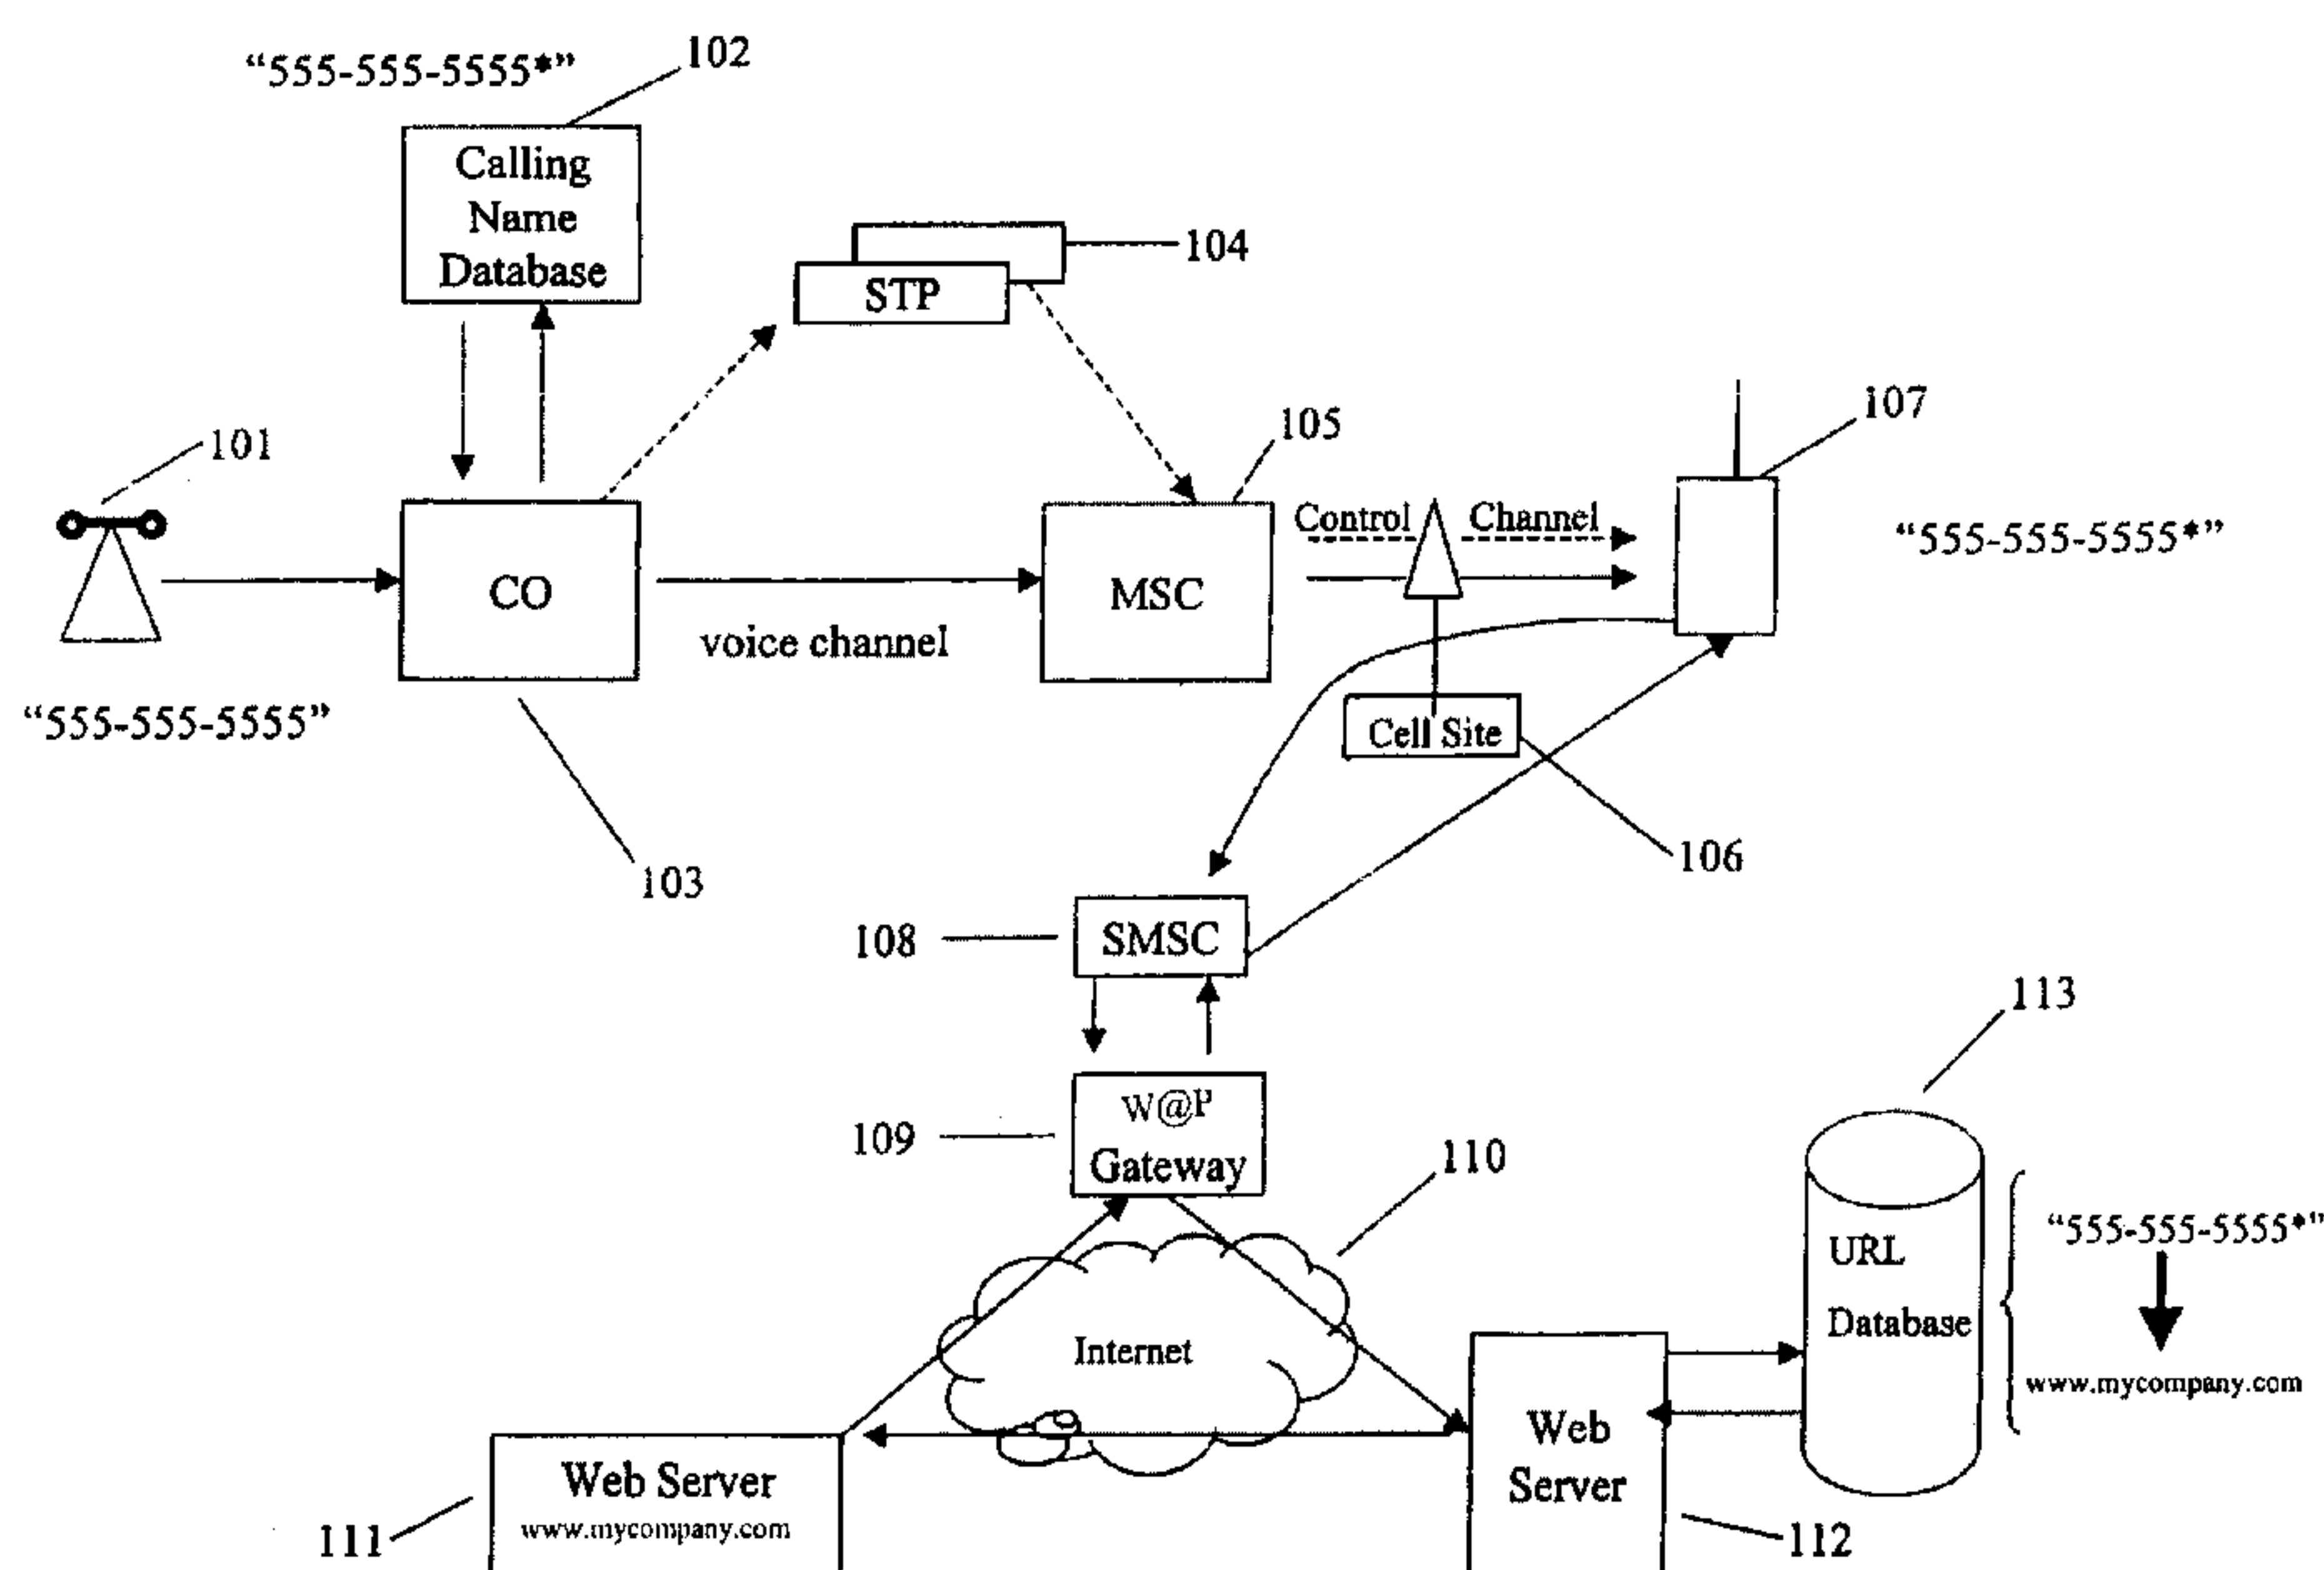 “555-555-5555*”
102
Calling
Name
Database
104
STP
101
105
107
Control
Channel
“555-555-5555*”
CO
MSC
voice channel
“555-555-5555”
Cell Site
103
106
108
SMSC
113
109
W@P
Gateway
110
“555-555-5555*”
URL
Database
Internet
www.mycompany.com
Web
Server
Web Server
www.mycompany.com
111
112